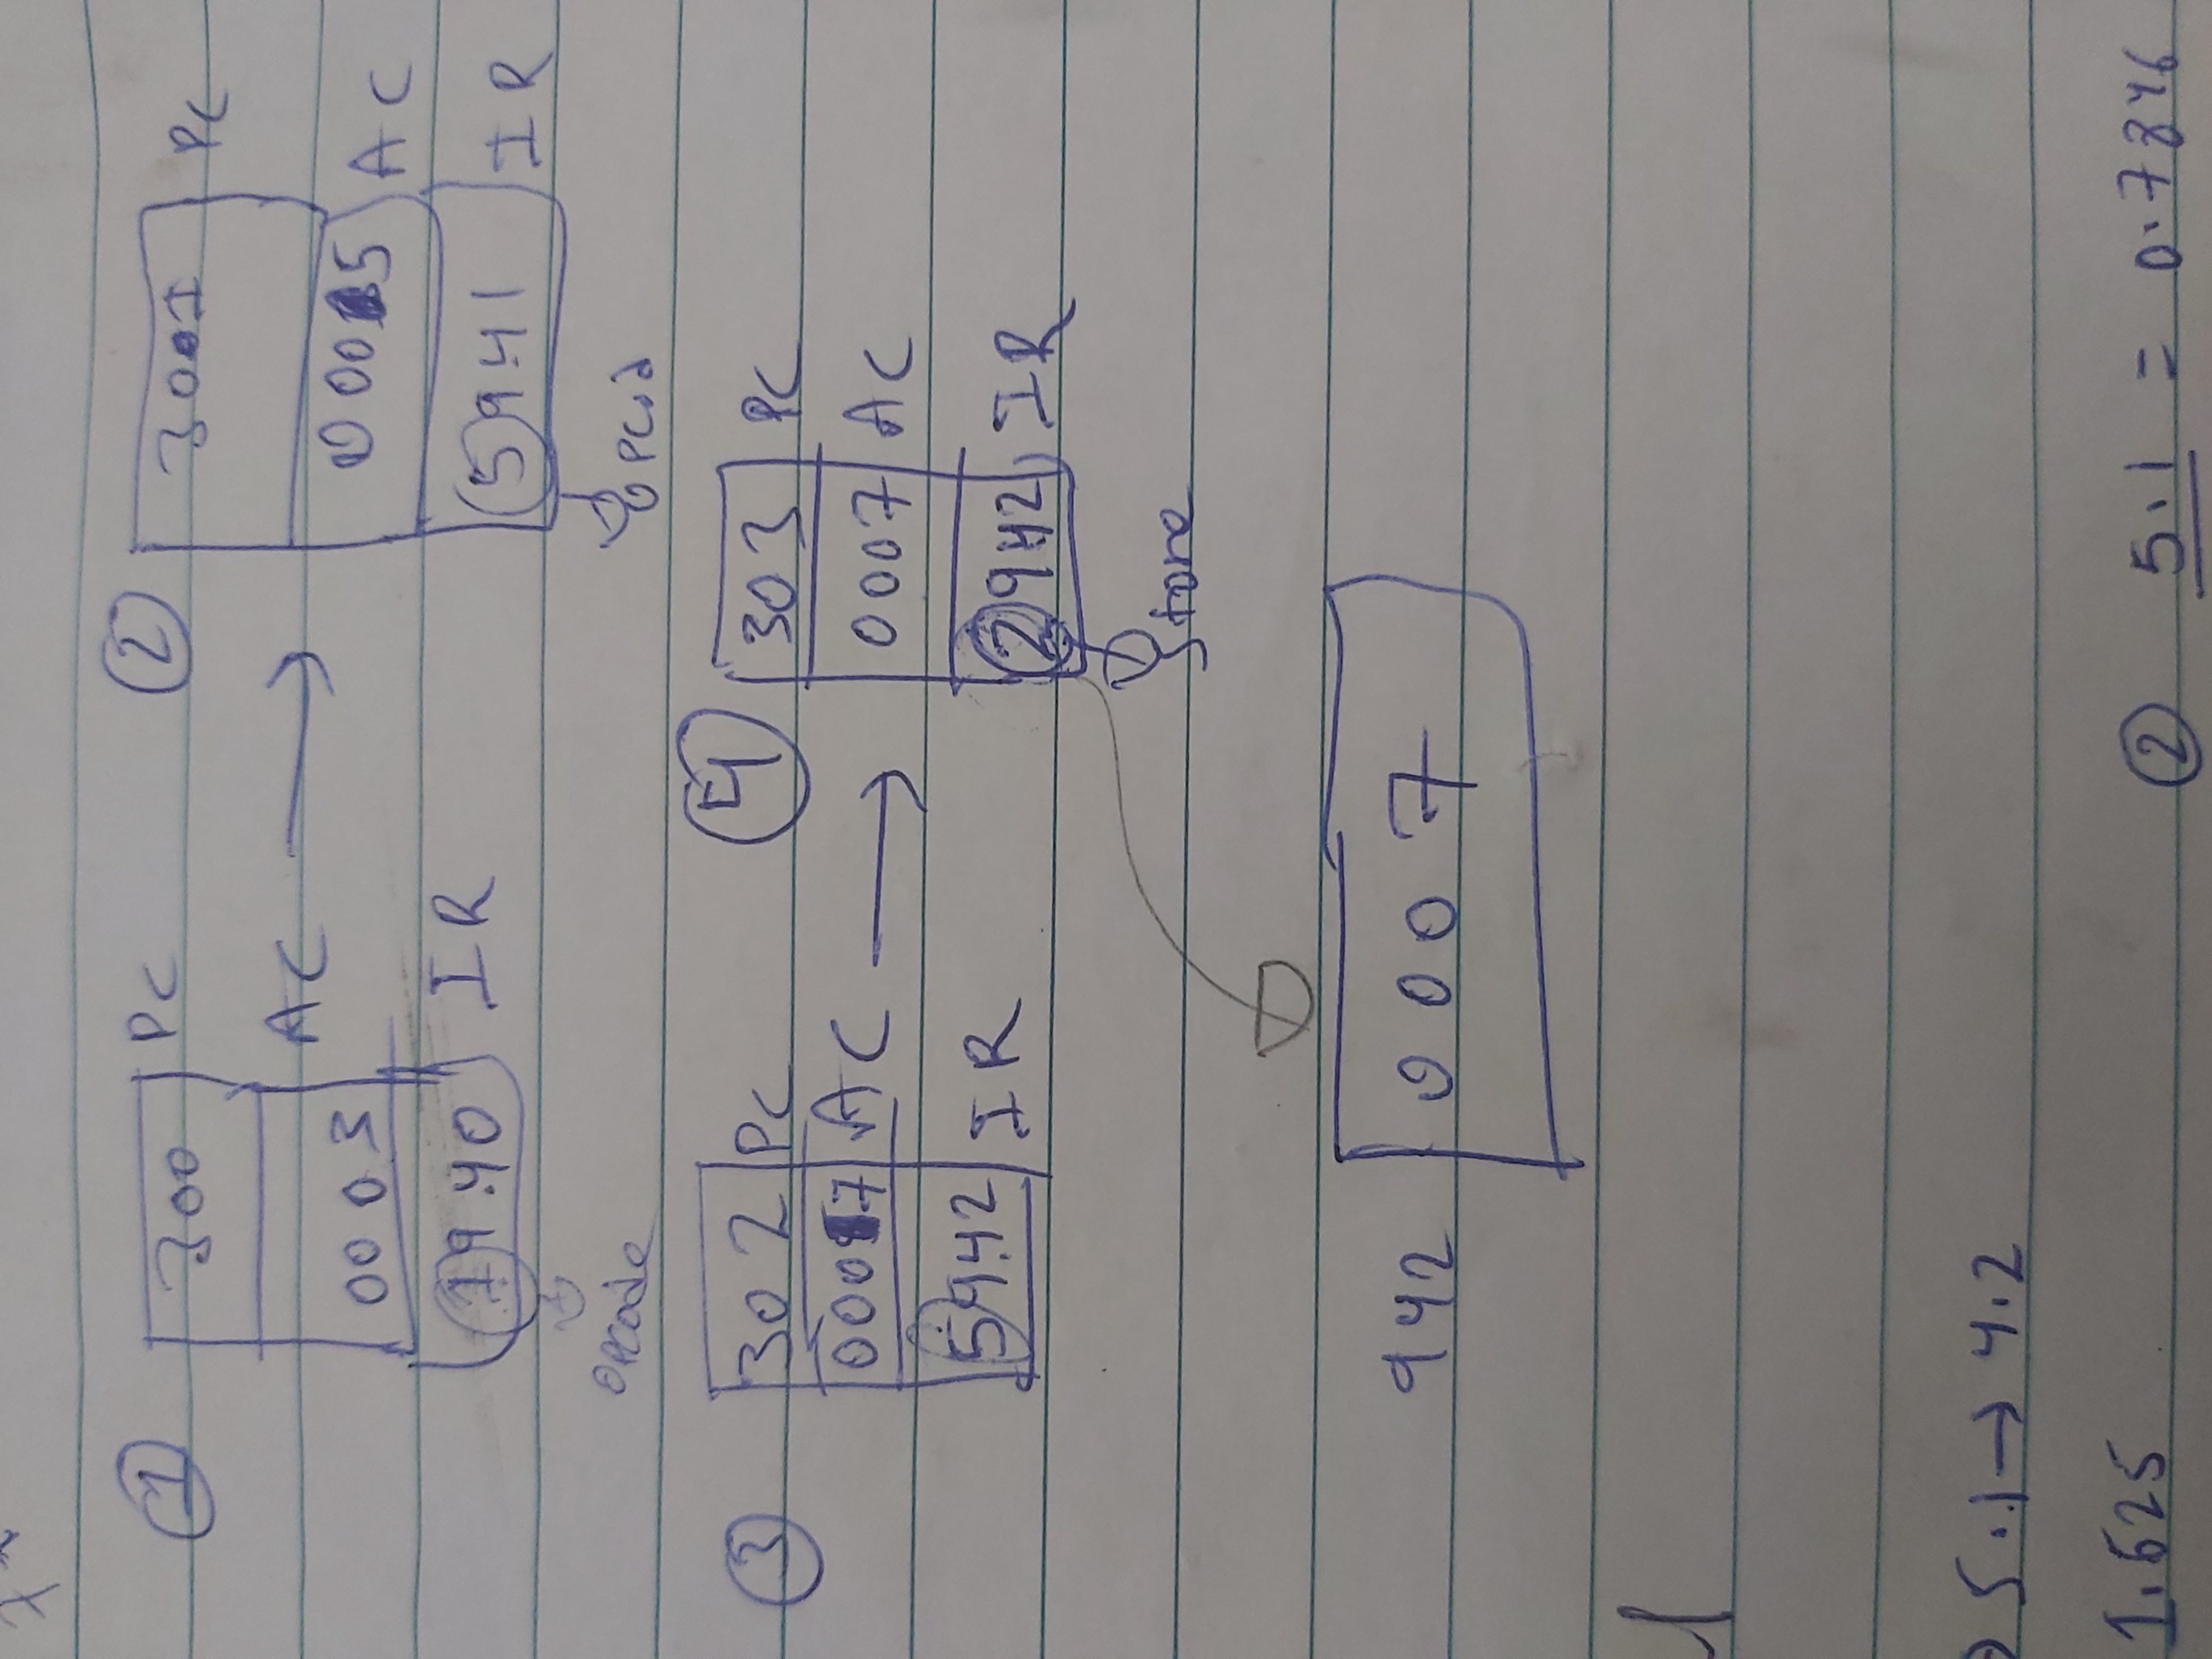 ① 300 PC ② 3001 PC
AC
0003 00015 AC
1940 IR 5941 IR
opcode opcod
③ 302 PC ④ 303 PC
00017 AC 0007 AC
5942 IR 2942 IR
Store
942 0007
5.1 → 4.2
1.625 ② 5.1 = 0.7846